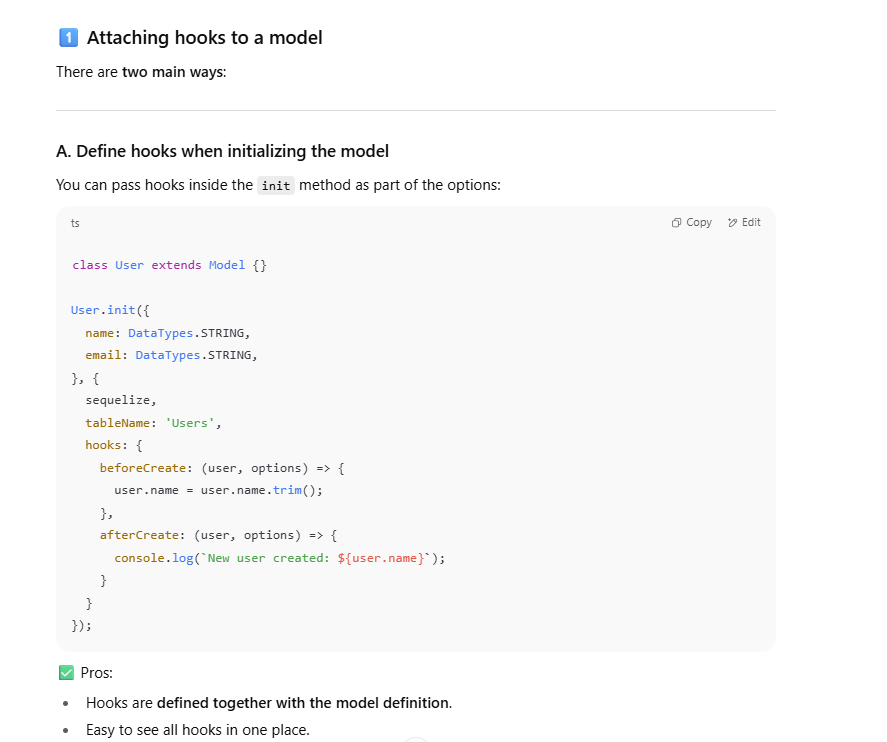 1 Attaching hooks to a model
There are two main ways:
A. Define hooks when initializing the model
You can pass hooks inside the init method as part of the options:
ts
Copy
Edit
class User extends Model {}
User.init({
  name: DataTypes.STRING,
  email: DataTypes.STRING,
}, {
  sequelize,
  tableName: 'Users',
  hooks: {
    beforeCreate: (user, options) => {
      user.name = user.name.trim();
    },
    afterCreate: (user, options) => {
      console.log(`New user created: ${user.name}`);
    }
  }
});
✅ Pros:
• Hooks are defined together with the model definition.
• Easy to see all hooks in one place.